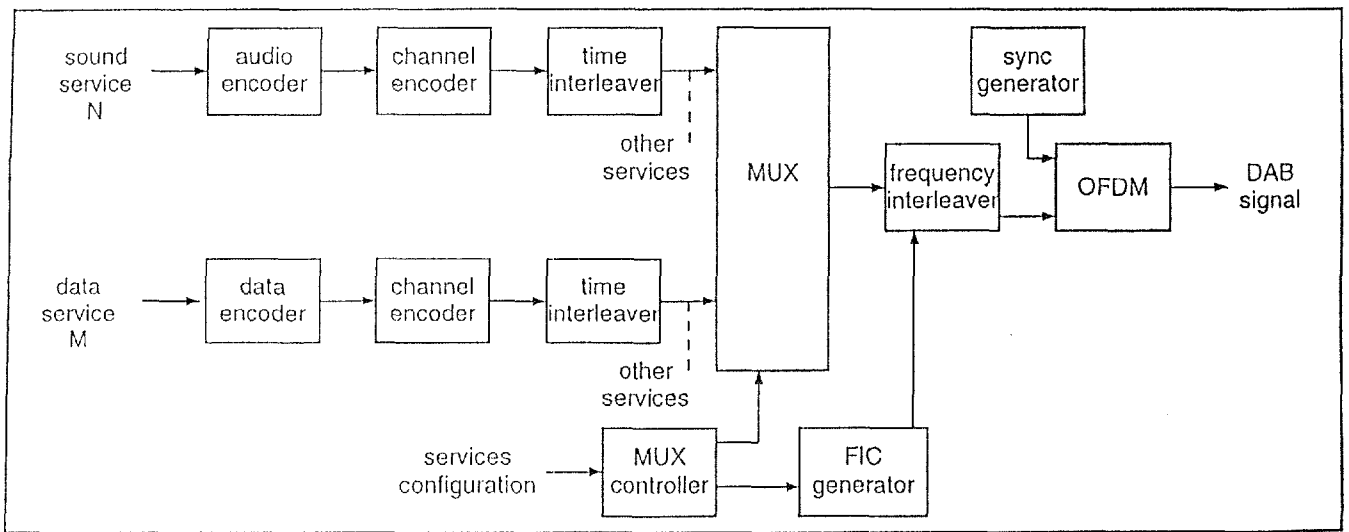 sound
service
N
audio
encoder
channel
encoder
time
interleaver
other
services
MUX
sync
generator
frequency
interleaver
OFDM
DAB
signal
data
service
M
data
encoder
channel
encoder
time
interleaver
other
services
services
configuration
MUX
controller
FIC
generator